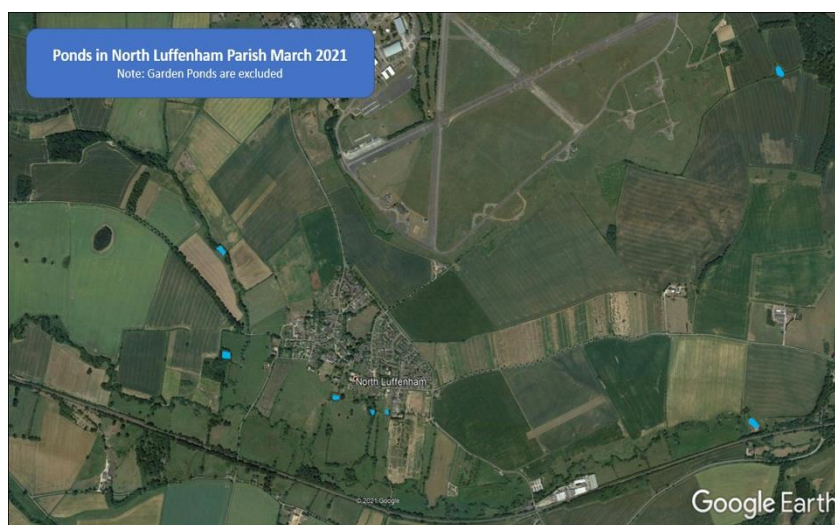 Ponds in North Luffenham Parish March 2021
Note: Garden Ponds are excluded
North Luffenham
© 2021 Google
Google Earth